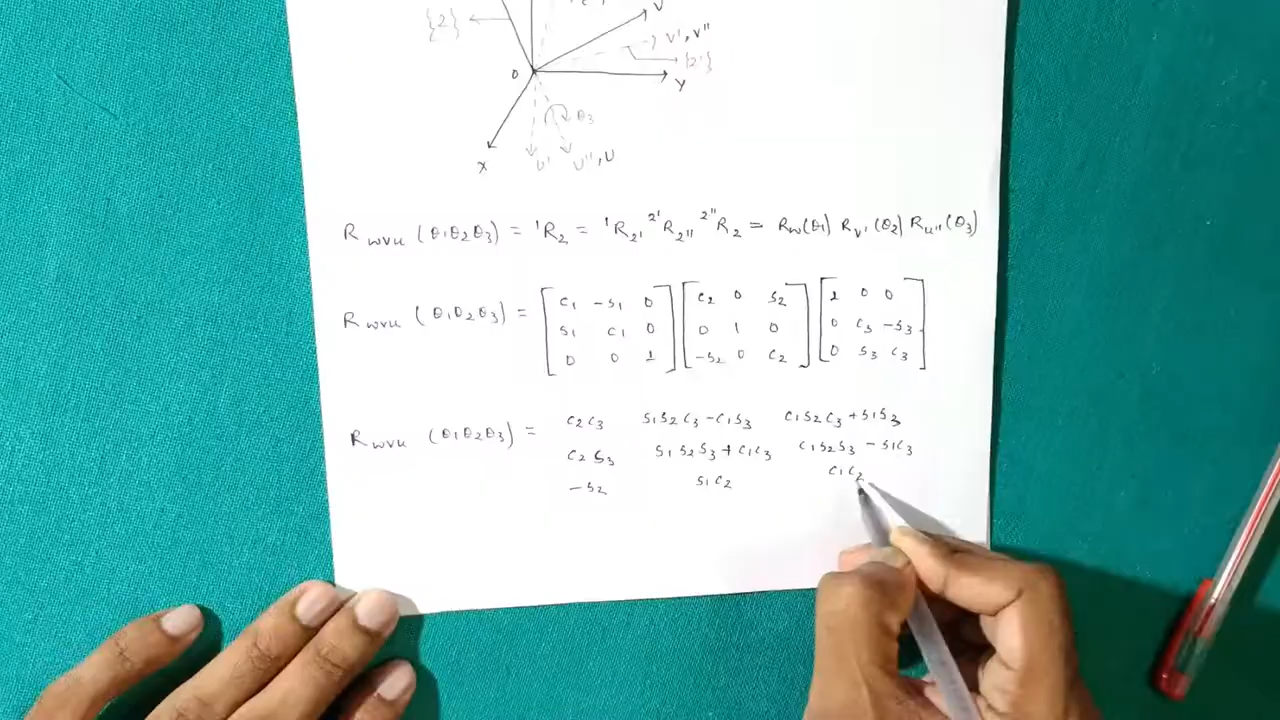 {2}
V
V', V"
{2'}
O
Y
θ3
X
U'
U", U
R wvu (θ1θ2θ3) = ¹R₂ = ¹R₂' ²'R₂" ²"R₂ = Rw(θ1) Rv'(θ2) Ru"(θ3)
c1 -s1 0 c2 0 s2 1 0 0
R wvu (θ1θ2θ3) = s1 c1 0 0 1 0 0 c3 -s3
0 0 1 -s2 0 c2 0 s3 c3
c2c3 s1s2c3-c1s3 c1s2c3+s1s3
R wvu (θ1θ2θ3) = c2s3 s1s2s3+c1c3 c1s2s3-s1c3
-s2 s1c2 c1c2